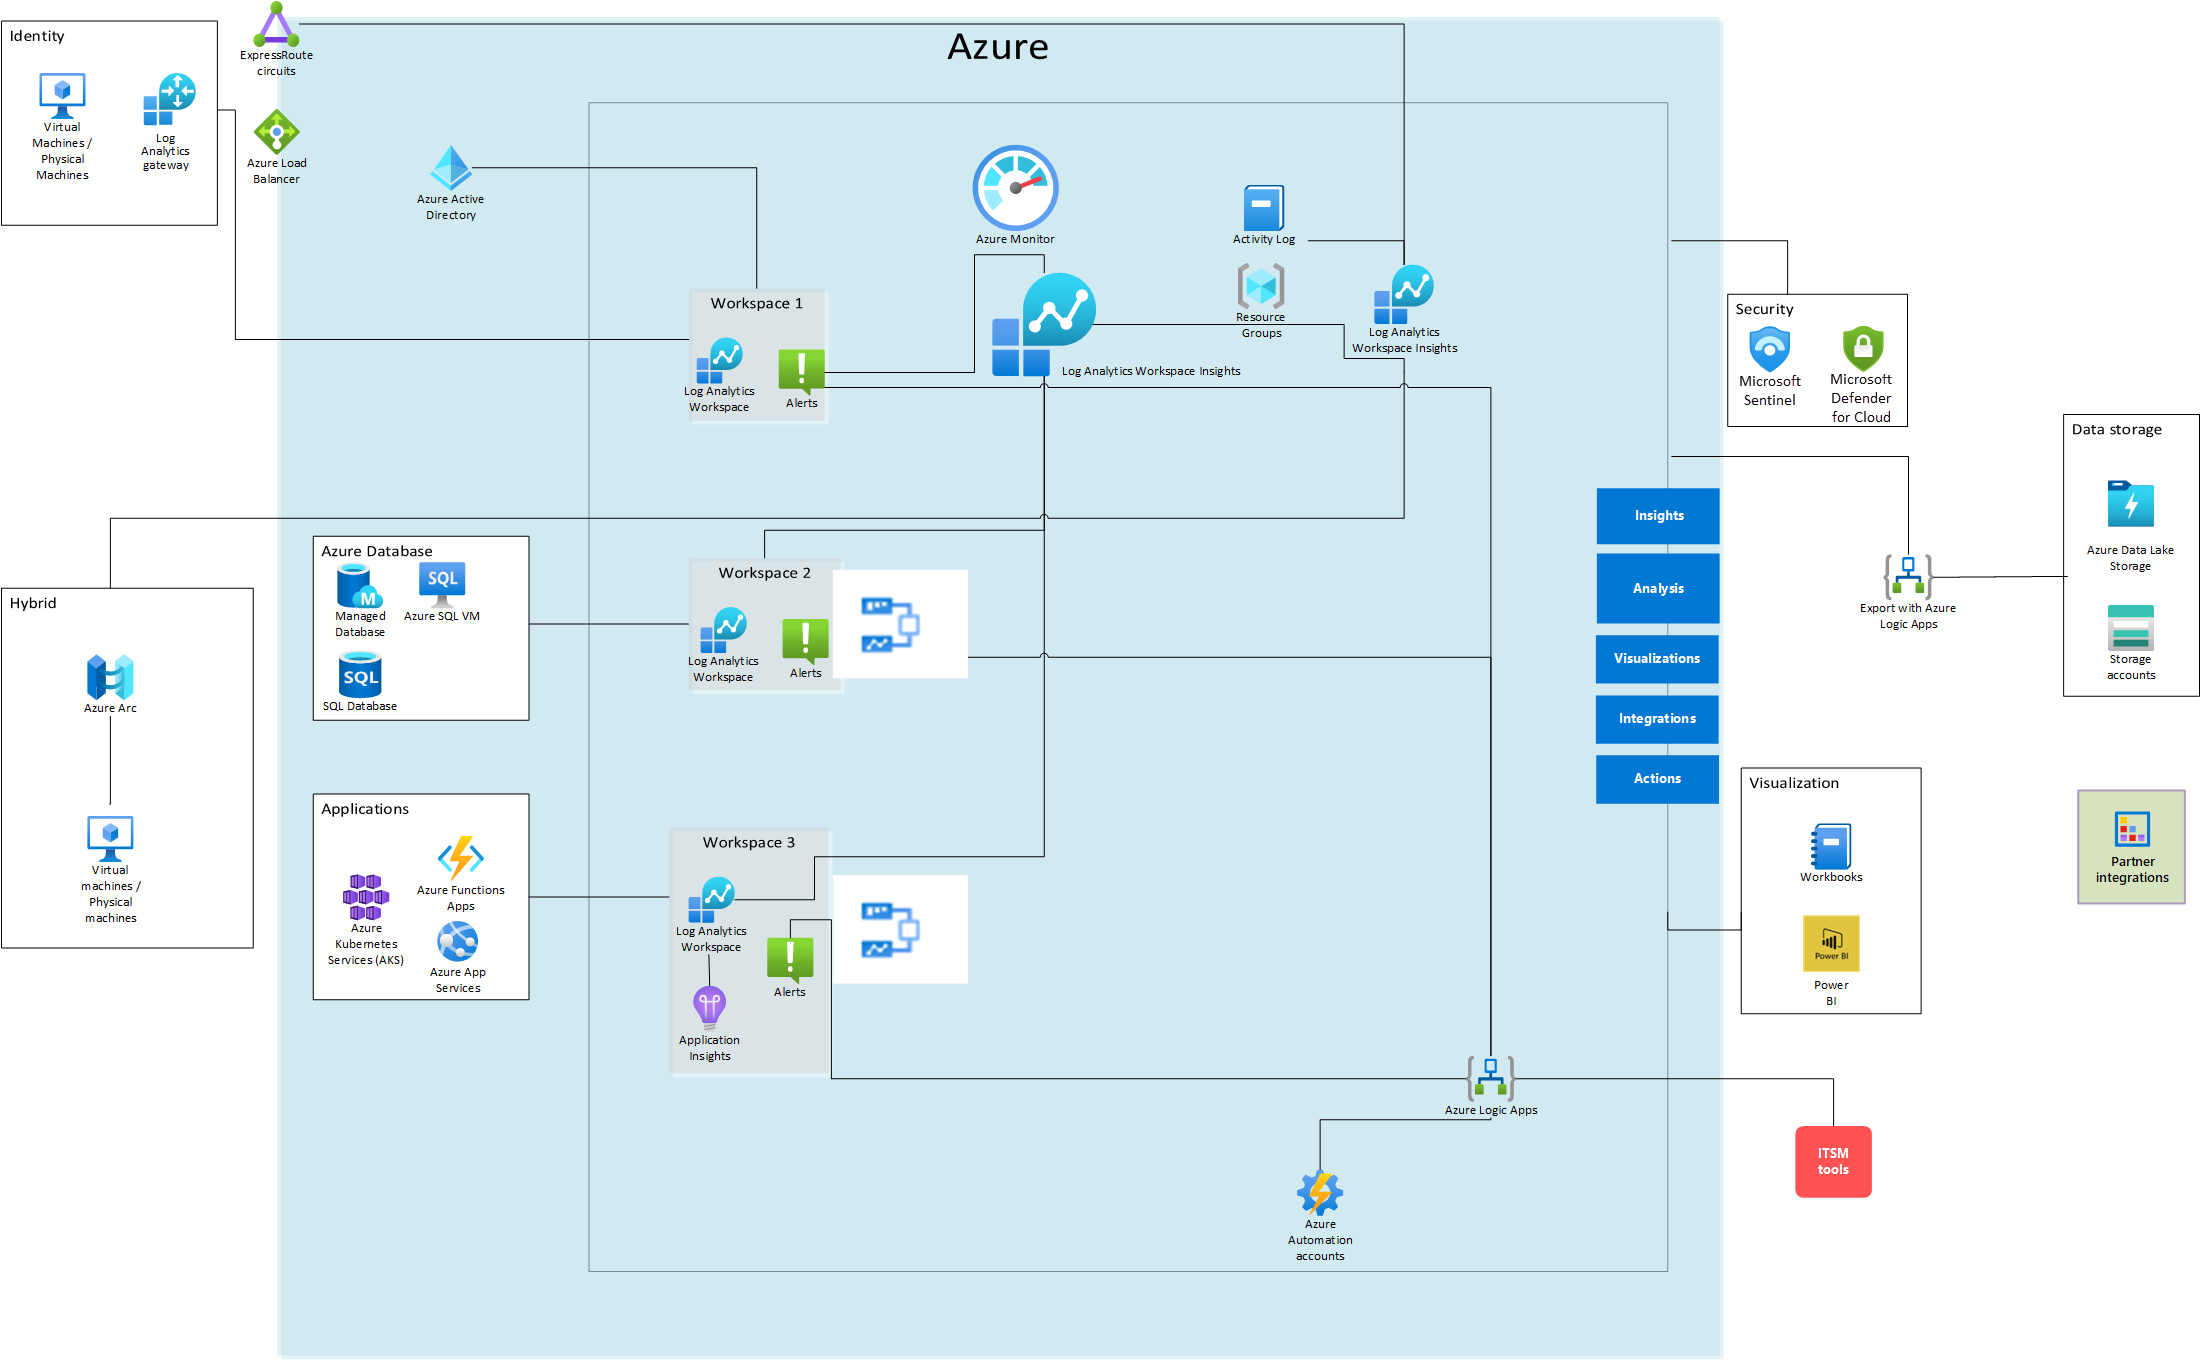 Azure
Identity
Virtual
Machines /
Physical
Machines
Log
Analytics
gateway
ExpressRoute
circuits
Azure Load
Balancer
Azure Active
Directory
Azure Monitor
Activity Log
Resource
Groups
Log Analytics
Workspace Insights
Log Analytics Workspace Insights
Workspace 1
Log Analytics
Workspace
Alerts
Security
Microsoft
Sentinel
Microsoft
Defender
for Cloud
Data storage
Azure Data Lake
Storage
Storage
accounts
Export with Azure
Logic Apps
Insights
Analysis
Visualizations
Integrations
Actions
Azure Database
M
Managed
Database
SQL
Azure SQL VM
SQL
SQL Database
Workspace 2
Log Analytics
Workspace
Alerts
Hybrid
Azure Arc
Virtual
machines /
Physical
machines
Applications
Azure Functions
Apps
Azure
Kubernetes
Services (AKS)
Azure App
Services
Workspace 3
Log Analytics
Workspace
Alerts
Application
Insights
Visualization
Workbooks
Power BI
Power
BI
Partner
integrations
Azure Logic Apps
ITSM
tools
Azure
Automation
accounts